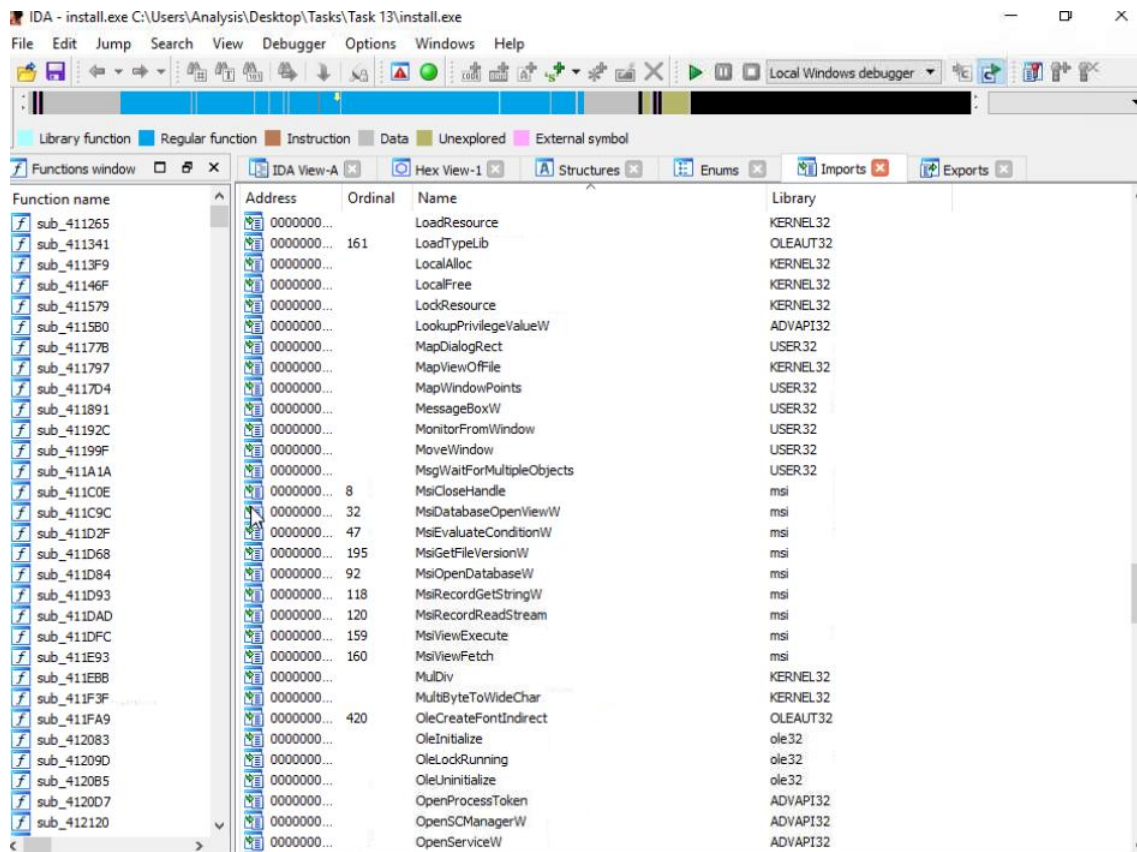 IDA - install.exe C:\Users\Analysis\Desktop\Tasks\Task 13\install.exe
File Edit Jump Search View Debugger Options Windows Help
Local Windows debugger
Library function Regular function Instruction Data Unexplored External symbol
Functions window IDA View-A Hex View-1 Structures Enums Imports Exports
Function name Address Ordinal Name Library
sub_411265 0000000... LoadResource KERNEL32
sub_411341 0000000... 161 LoadTypeLib OLEAUT32
sub_4113F9 0000000... LocalAlloc KERNEL32
sub_41146F 0000000... LocalFree KERNEL32
sub_411579 0000000... LockResource KERNEL32
sub_4115B0 0000000... LookupPrivilegeValueW ADVAPI32
sub_41177B 0000000... MapDialogRect USER32
sub_411797 0000000... MapViewOfFile KERNEL32
sub_4117D4 0000000... MapWindowPoints USER32
sub_411891 0000000... MessageBoxW USER32
sub_41192C 0000000... MonitorFromWindow USER32
sub_41199F 0000000... MoveWindow USER32
sub_411A1A 0000000... MsgWaitForMultipleObjects USER32
sub_411C0E 0000000... 8 MsiCloseHandle msi
sub_411C9C 0000000... 32 MsiDatabaseOpenViewW msi
sub_411D2F 0000000... 47 MsiEvaluateConditionW msi
sub_411D68 0000000... 195 MsiGetFileVersionW msi
sub_411D84 0000000... 92 MsiOpenDatabaseW msi
sub_411D93 0000000... 118 MsiRecordGetStringW msi
sub_411DAD 0000000... 120 MsiRecordReadStream msi
sub_411DFC 0000000... 159 MsiViewExecute msi
sub_411E93 0000000... 160 MsiViewFetch msi
sub_411EBB 0000000... MulDiv KERNEL32
sub_411F3F 0000000... MultiByteToWideChar KERNEL32
sub_411FA9 0000000... 420 OleCreateFontIndirect OLEAUT32
sub_412083 0000000... OleInitialize ole32
sub_41209D 0000000... OleLockRunning ole32
sub_4120B5 0000000... OleUninitialize ole32
sub_4120D7 0000000... OpenProcessToken ADVAPI32
sub_412120 0000000... OpenSCManagerW ADVAPI32
0000000... OpenServiceW ADVAPI32